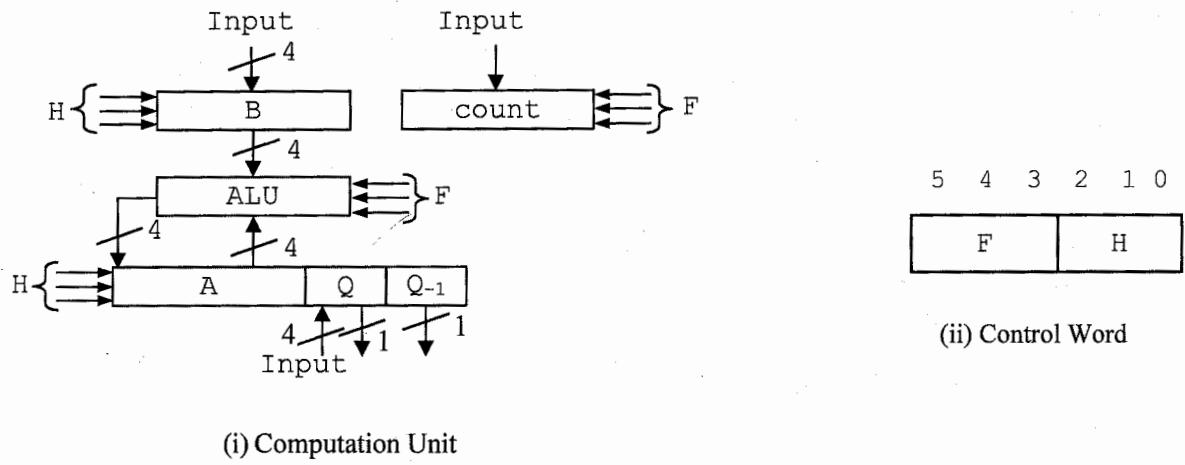 Input Input
4
H B count F
4
ALU F
4 4
H A Q Q-1
4 1 1
Input
(i) Computation Unit
5 4 3 2 1 0
F H
(ii) Control Word